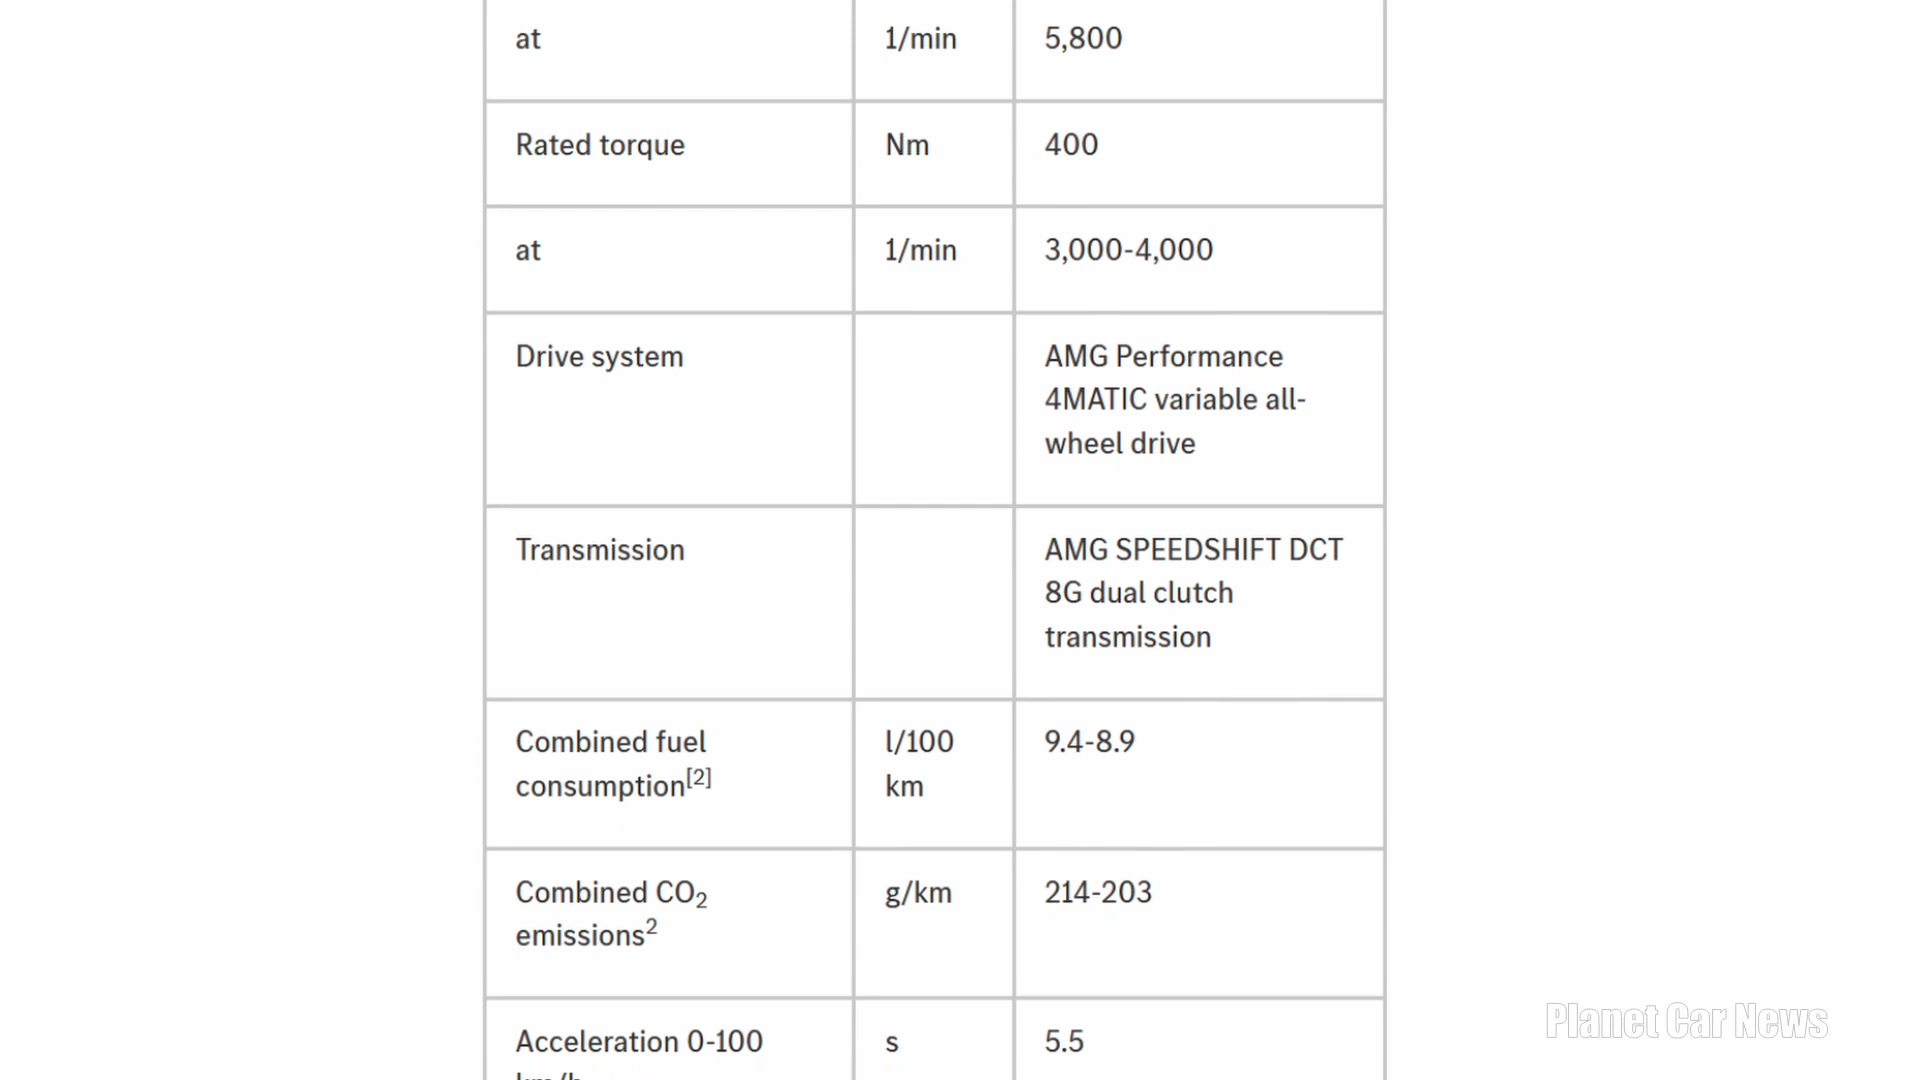 at 1/min 5,800
Rated torque Nm 400
at 1/min 3,000-4,000
Drive system AMG Performance
4MATIC variable all-
wheel drive
Transmission AMG SPEEDSHIFT DCT
8G dual clutch
transmission
Combined fuel l/100 9.4-8.9
consumption[2] km
Combined CO₂ g/km 214-203
emissions²
Acceleration 0-100 s 5.5
km/h
Planet Car News